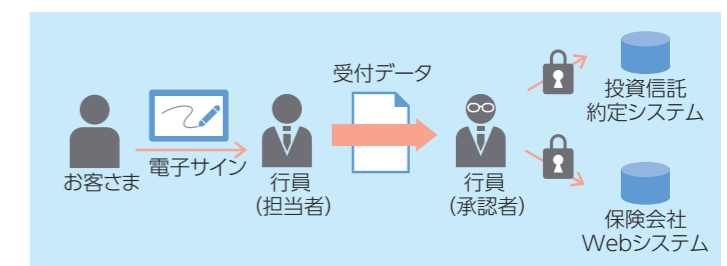 受付データ
投資信託
約定システム
電子サイン
お客さま
行員
(担当者)
行員
(承認者)
保険会社
Webシステム